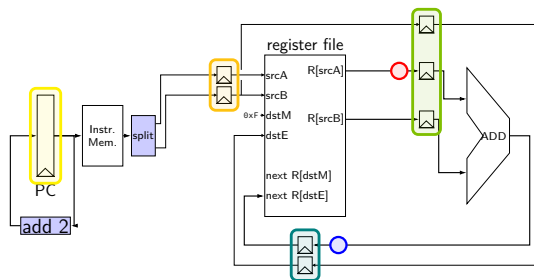 register file
srcA
R[srcA]
srcB
0xF
dstM
R[srcB]
dstE
Instr.
Mem.
split
ADD
next R[dstM]
next R[dstE]
PC
add 2